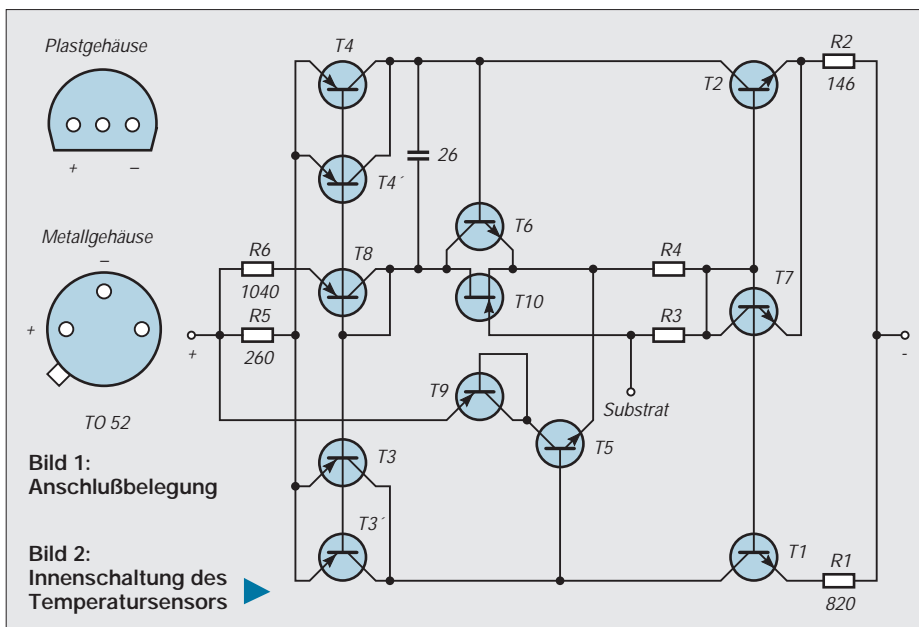 Plastgehäuse
+ −
Metallgehäuse
−
+
TO 52
Bild 1:
Anschlußbelegung
Bild 2:
Innenschaltung des
Temperatursensors
T4
R2
T2
146
26
T4´
T6
R6
T8
R4
T7
1040
T10
R5
R3
+
-
260
T9
Substrat
T5
T3
T3´
T1
R1
820